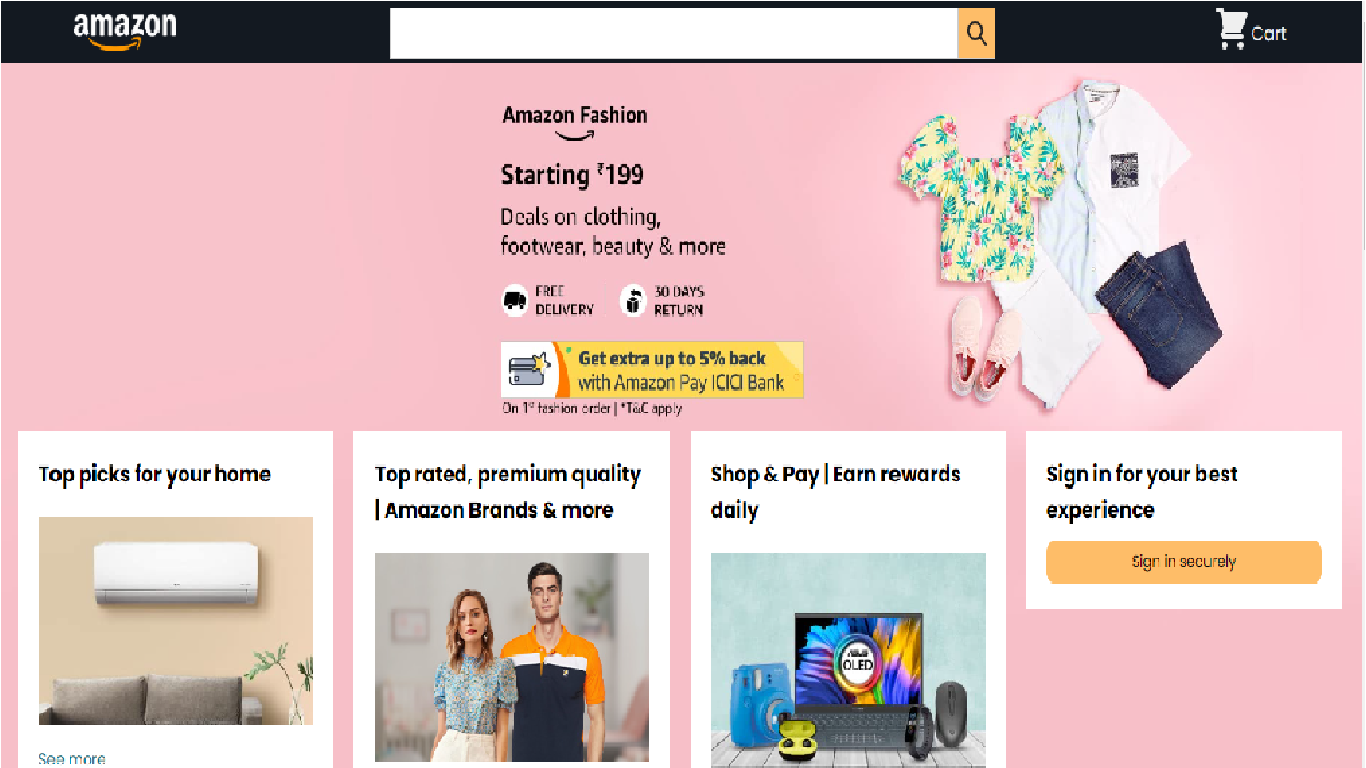 amazon
Cart
Amazon Fashion
Starting ₹199
Deals on clothing,
footwear, beauty & more
FREE
DELIVERY
30 DAYS
RETURN
Get extra up to 5% back
with Amazon Pay ICICI Bank
On 1st fashion order | *T&C apply
Top picks for your home
See more
Top rated, premium quality
| Amazon Brands & more
Shop & Pay | Earn rewards
daily
OLED
Sign in for your best
experience
Sign in securely